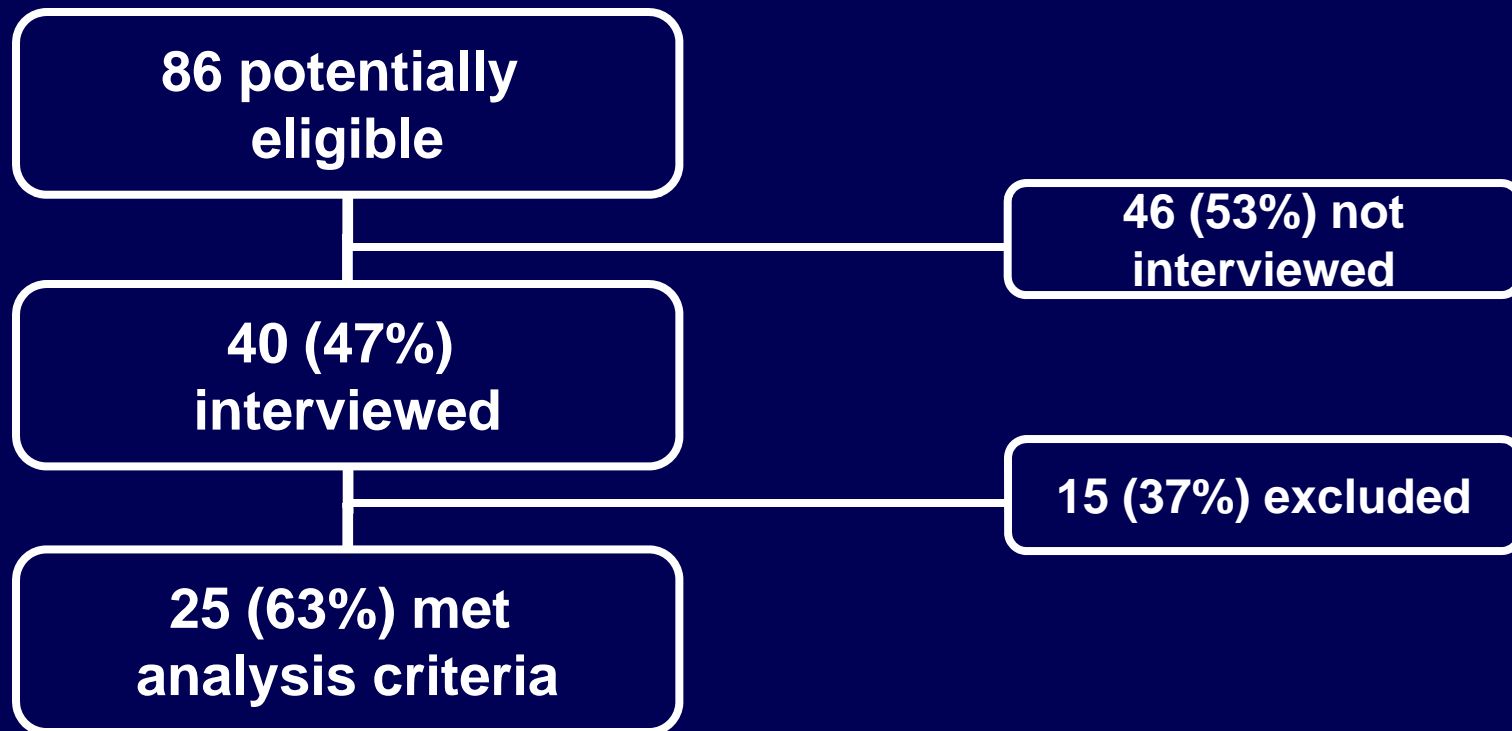 86 potentially
eligible
46 (53%) not
interviewed
40 (47%)
interviewed
15 (37%) excluded
25 (63%) met
analysis criteria